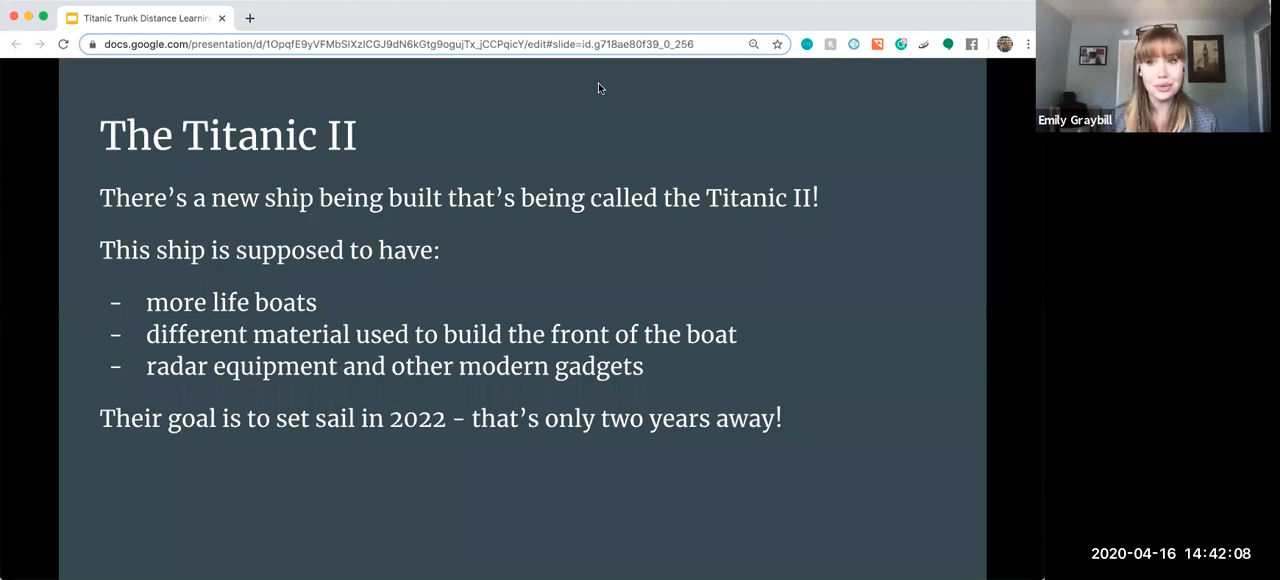 Titanic Trunk Distance Learnin
docs.google.com/presentation/d/1OpqfE9yVFMbSIXzICGJ9dN6kGtg9ogujTx_jCCPqicY/edit#slide=id.g718ae80f39_0_256
Emily Graybill
The Titanic II
There's a new ship being built that's being called the Titanic II!
This ship is supposed to have:
- more life boats
- different material used to build the front of the boat
- radar equipment and other modern gadgets
Their goal is to set sail in 2022 - that's only two years away!
2020-04-16 14:42:08